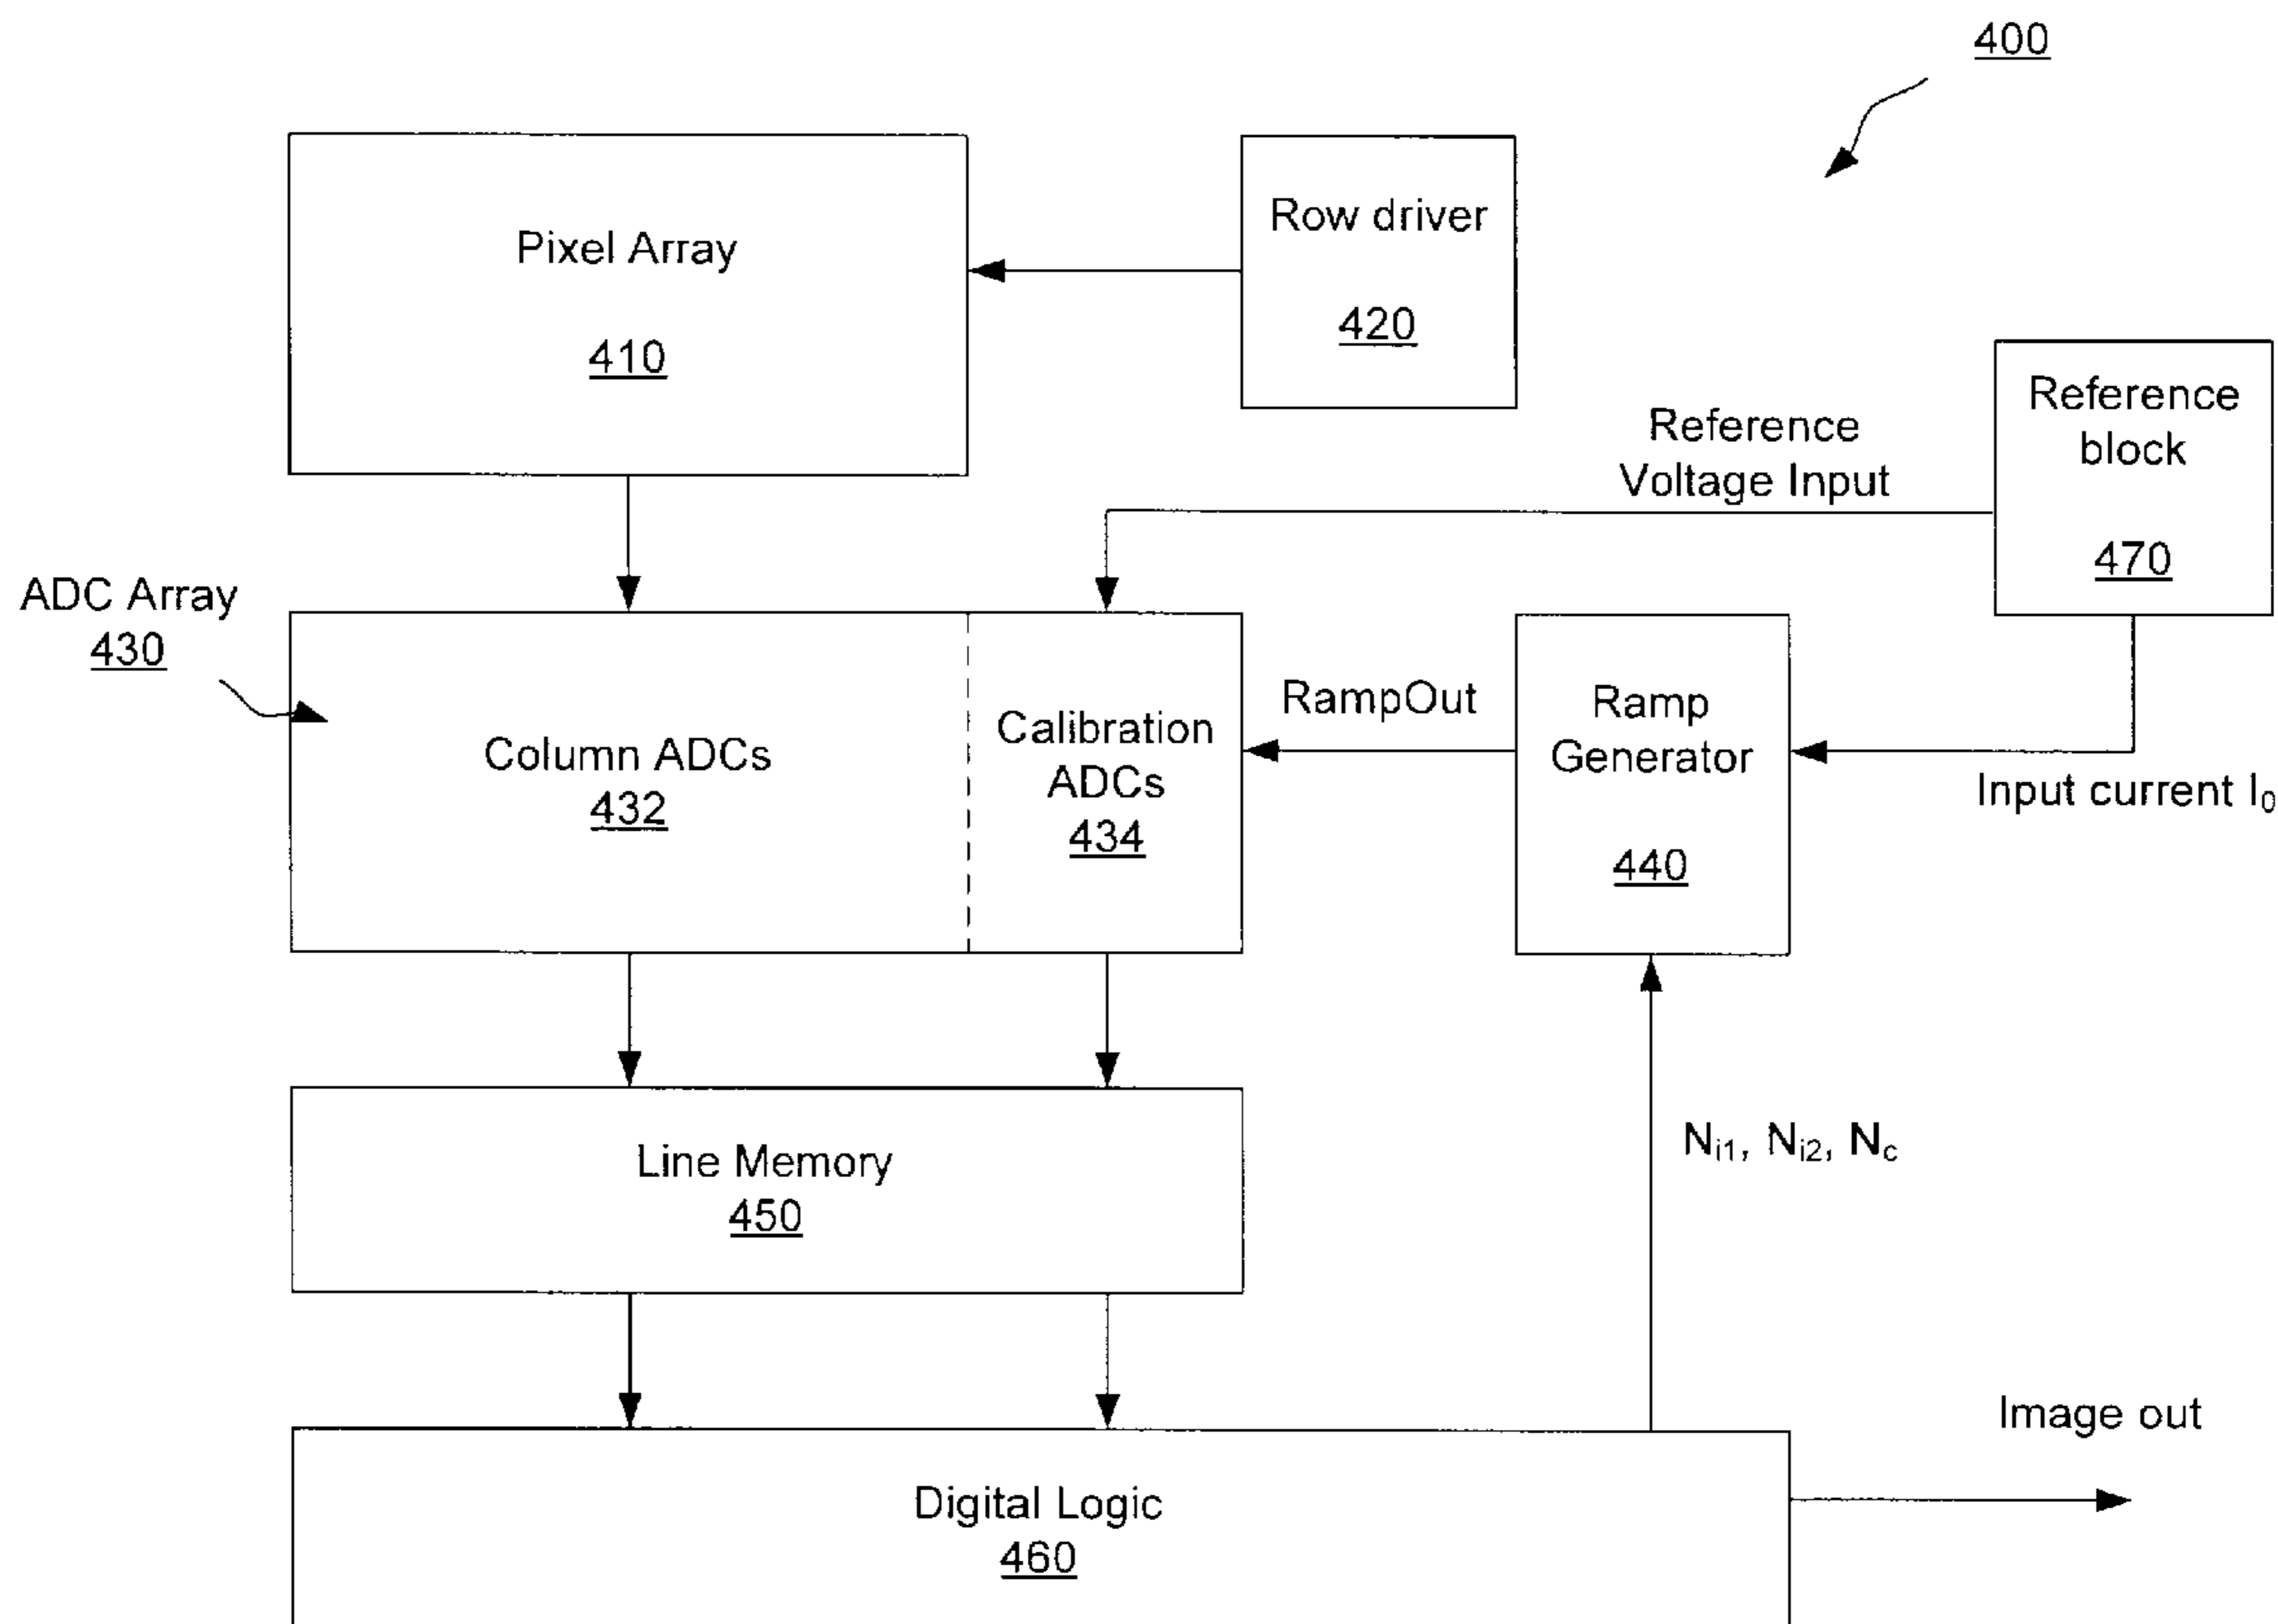 400
Pixel Array
410
Row driver
420
Reference
block
470
Reference
Voltage Input
ADC Array
430
Column ADCs
432
Calibration
ADCs
434
RampOut
Ramp
Generator
440
Input current I₀
Line Memory
450
Nᵢ₁, Nᵢ₂, N꜀
Digital Logic
460
Image out